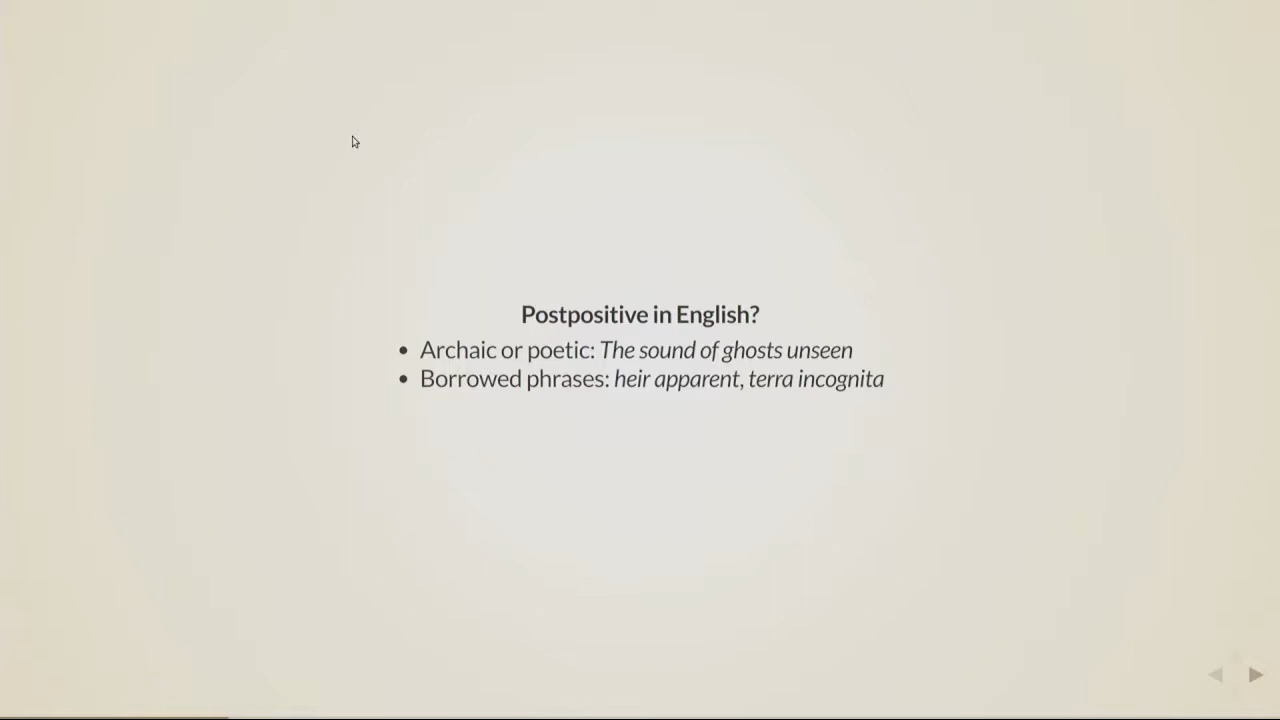 Postpositive in English?
• Archaic or poetic: The sound of ghosts unseen
• Borrowed phrases: heir apparent, terra incognita